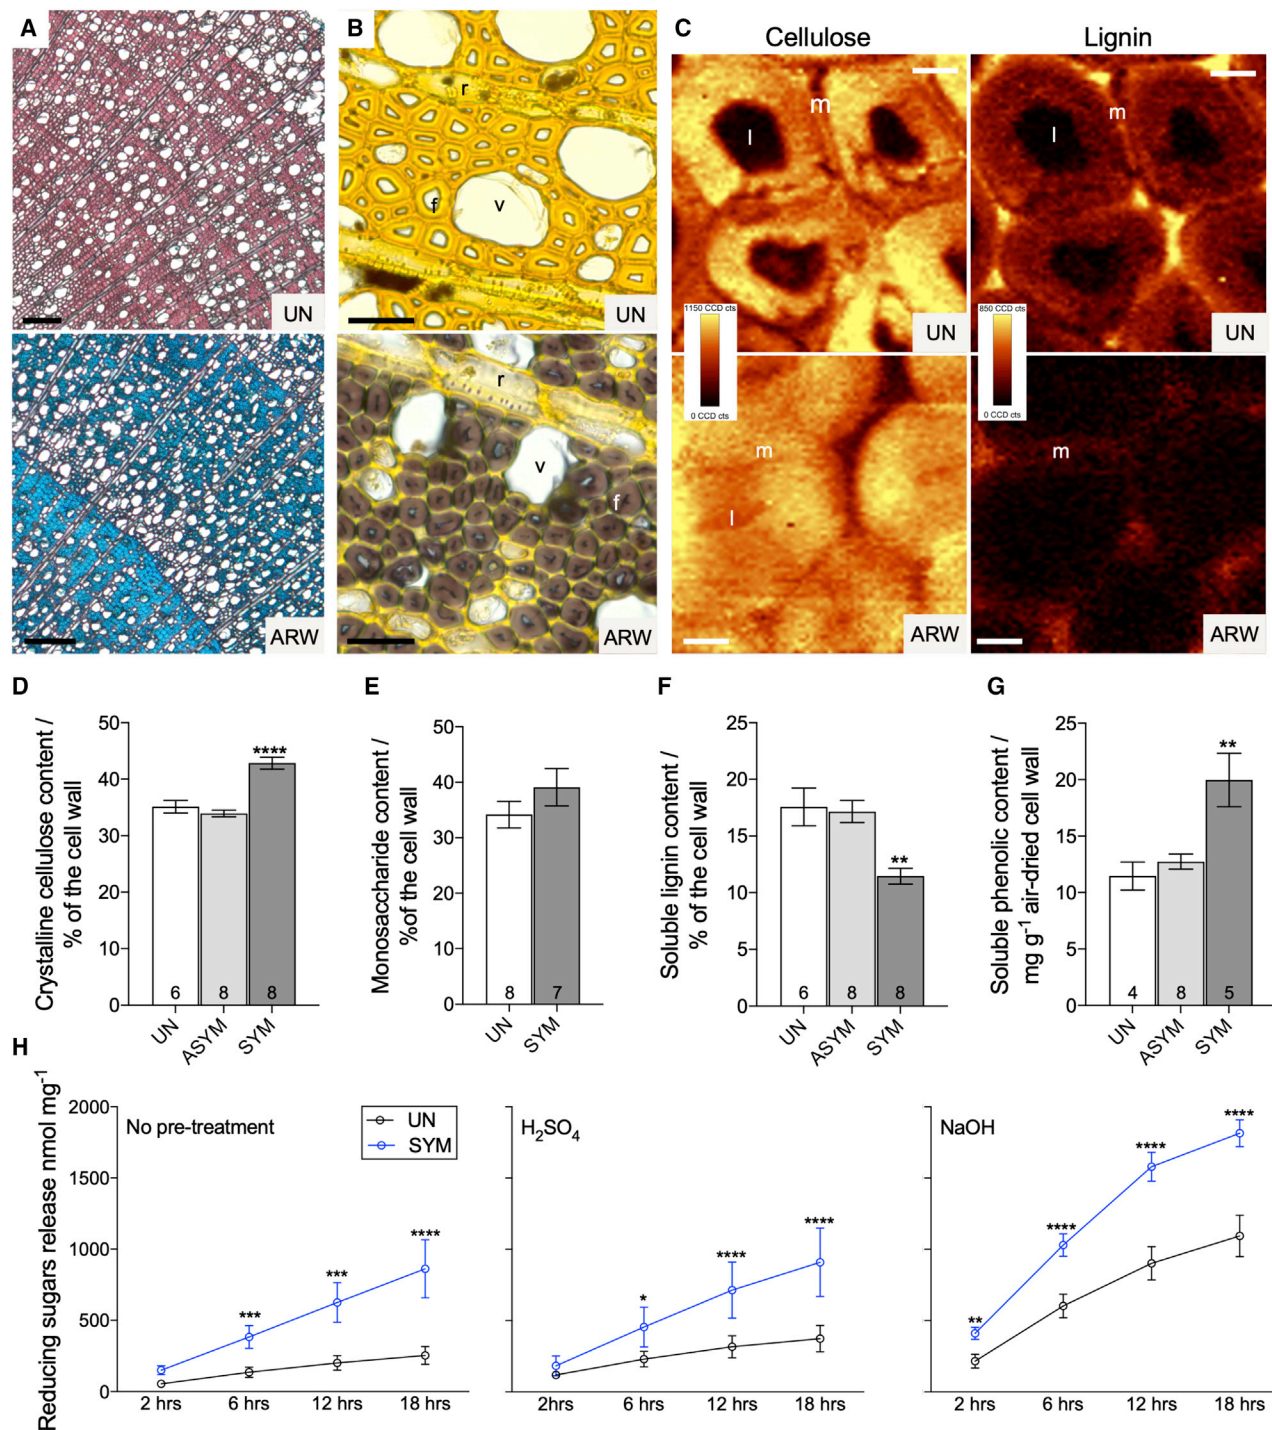 A
B
C
Cellulose
Lignin
UN
r
f
v
UN
l
m
UN
l
m
UN
1150 CCD cts
0 CCD cts
850 CCD cts
0 CCD cts
ARW
r
v
f
ARW
m
l
ARW
m
ARW
D
E
F
G
Crystalline cellulose content /
% of the cell wall
50
40
30
20
10
0
****
6
8
8
UN
ASYM
SYM
Monosaccharide content /
%of the cell wall
50
40
30
20
10
0
8
7
UN
SYM
Soluble lignin content /
% of the cell wall
25
20
15
10
5
0
**
6
8
8
UN
ASYM
SYM
Soluble phenolic content /
mg g⁻¹ air-dried cell wall
25
20
15
10
5
0
**
4
8
5
UN
ASYM
SYM
H
Reducing sugars release nmol mg⁻¹
2000
1500
1000
500
0
No pre-treatment
UN
SYM
***
***
****
2 hrs
6 hrs
12 hrs
18 hrs
H₂SO₄
*
****
****
2hrs
6 hrs
12 hrs
18 hrs
NaOH
**
****
****
****
2 hrs
6 hrs
12 hrs
18 hrs